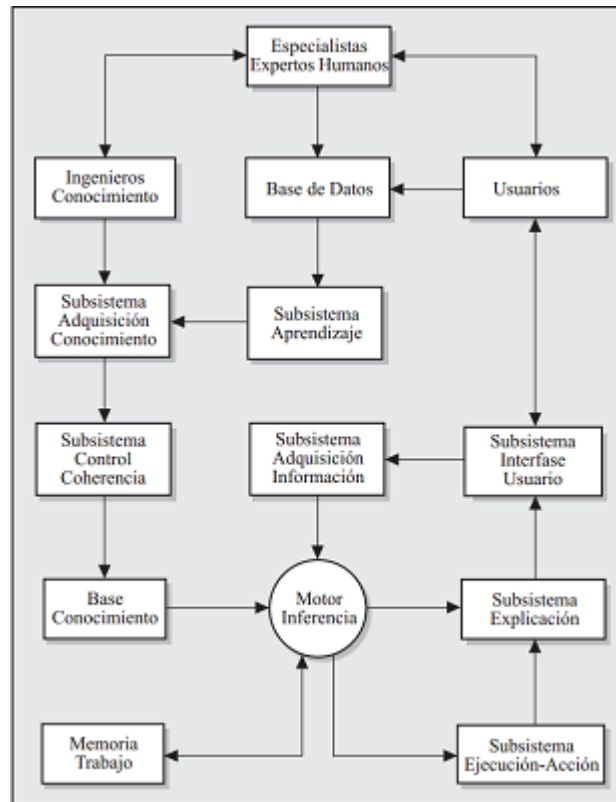 Especialistas
Expertos Humanos
Ingenieros
Conocimiento
Base de Datos
Usuarios
Subsistema
Adquisición
Conocimiento
Subsistema
Aprendizaje
Subsistema
Control
Coherencia
Subsistema
Adquisición
Información
Subsistema
Interfase
Usuario
Base
Conocimiento
Motor
Inferencia
Subsistema
Explicación
Memoria
Trabajo
Subsistema
Ejecución-Acción